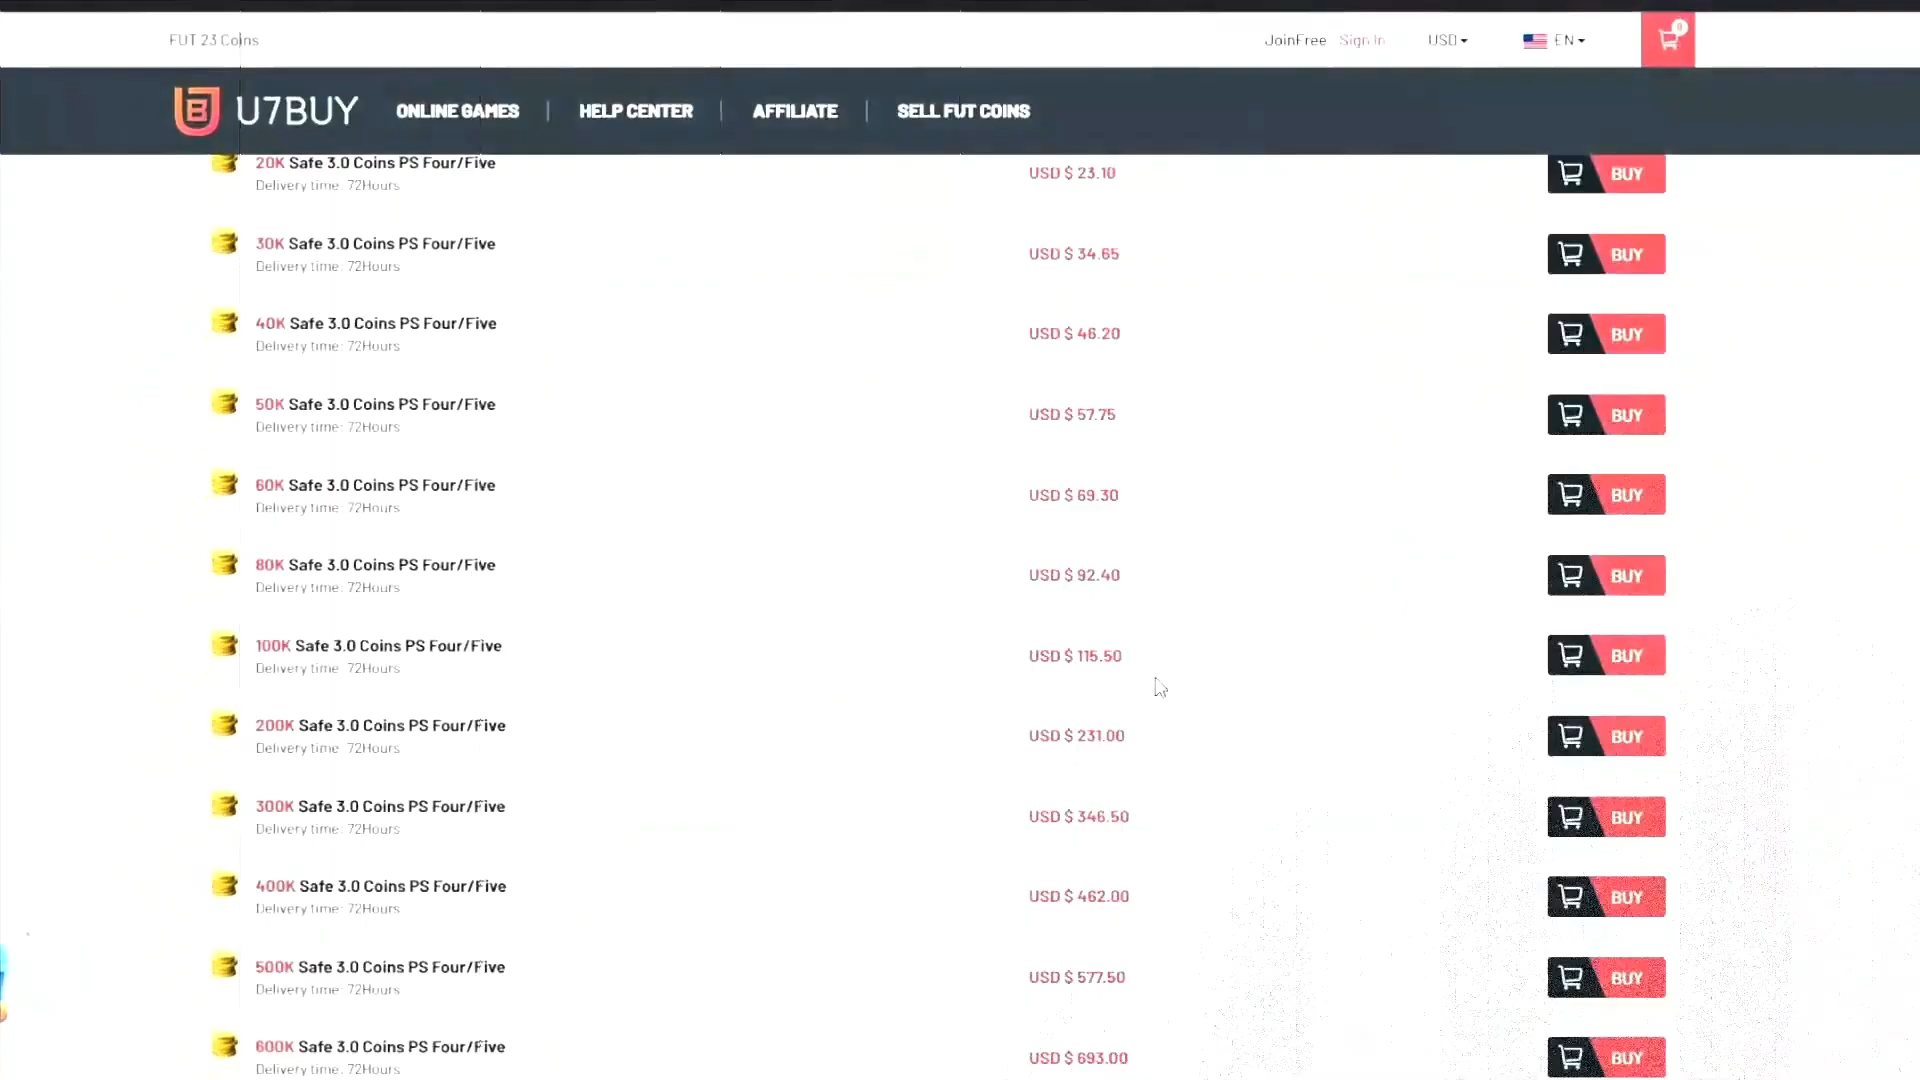 FUT 23 Coins
JoinFree Sign In USD EN 0
U7BUY ONLINE GAMES | HELP CENTER | AFFILIATE | SELL FUT COINS
20K Safe 3.0 Coins PS Four/Five
USD $ 23.10 BUY
Delivery time: 72Hours
30K Safe 3.0 Coins PS Four/Five
USD $ 34.65 BUY
Delivery time: 72Hours
40K Safe 3.0 Coins PS Four/Five
USD $ 46.20 BUY
Delivery time: 72Hours
50K Safe 3.0 Coins PS Four/Five
USD $ 57.75 BUY
Delivery time: 72Hours
60K Safe 3.0 Coins PS Four/Five
USD $ 69.30 BUY
Delivery time: 72Hours
80K Safe 3.0 Coins PS Four/Five
USD $ 92.40 BUY
Delivery time: 72Hours
100K Safe 3.0 Coins PS Four/Five
USD $ 115.50 BUY
Delivery time: 72Hours
200K Safe 3.0 Coins PS Four/Five
USD $ 231.00 BUY
Delivery time: 72Hours
300K Safe 3.0 Coins PS Four/Five
USD $ 346.50 BUY
Delivery time: 72Hours
400K Safe 3.0 Coins PS Four/Five
USD $ 462.00 BUY
Delivery time: 72Hours
500K Safe 3.0 Coins PS Four/Five
USD $ 577.50 BUY
Delivery time: 72Hours
600K Safe 3.0 Coins PS Four/Five
USD $ 693.00 BUY
Delivery time: 72Hours